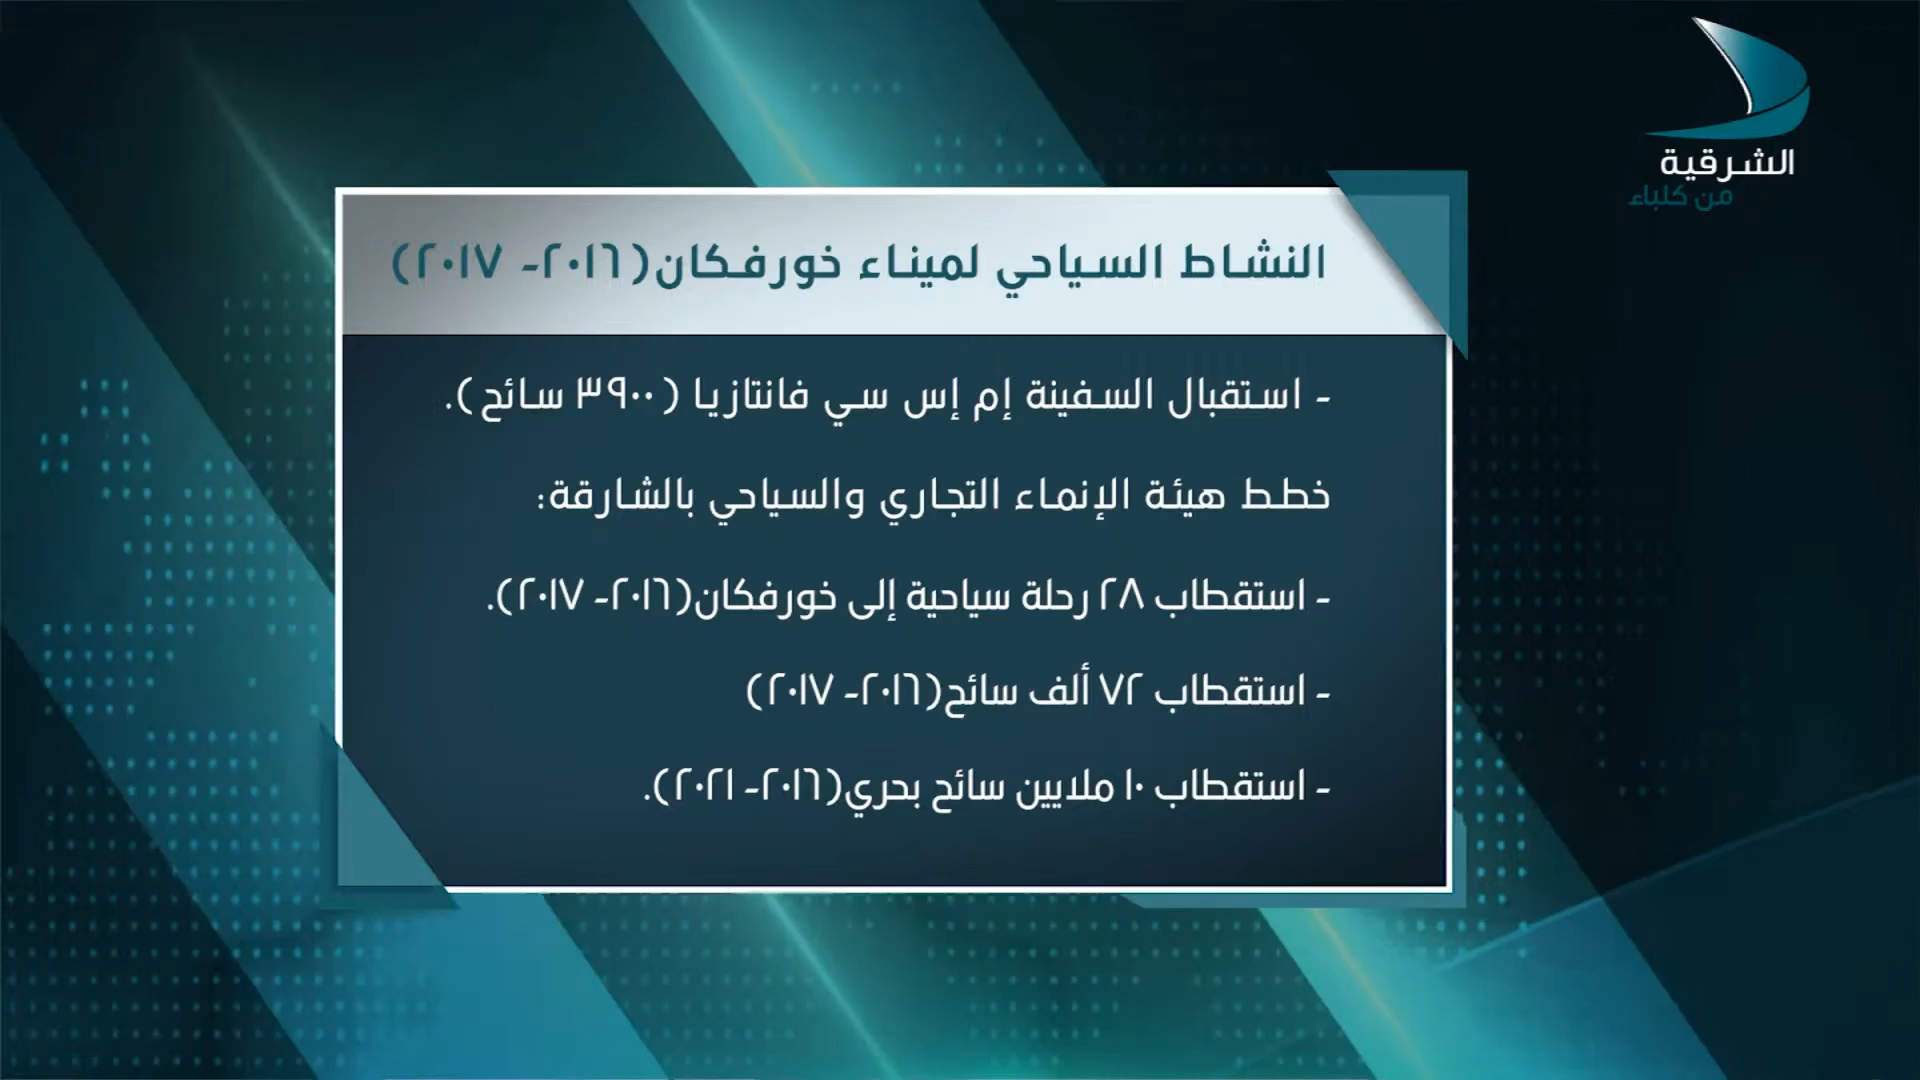 الشرقية
من كلباء
النشاط السياحي لميناء خورفكان(٢٠١٦- ٢٠١٧)
- استقبال السفينة إم إس سي فانتازيا (٣٩٠٠ سائح).
خطط هيئة الإنماء التجاري والسياحي بالشارقة:
- استقطاب ٢٨ رحلة سياحية إلى خورفكان(٢٠١٦- ٢٠١٧).
- استقطاب ٧٢ ألف سائح(٢٠١٦- ٢٠١٧)
- استقطاب ١٠ ملايين سائح بحري(٢٠١٦- ٢٠٢١).